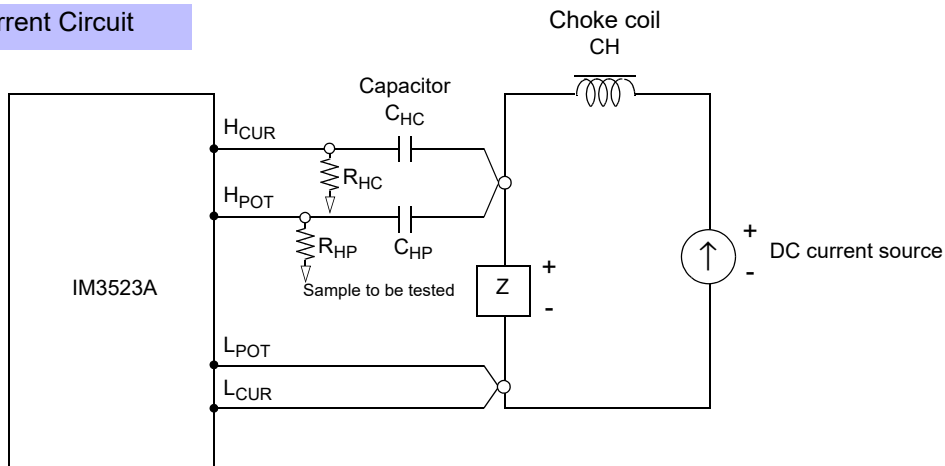 Circuit
Choke coil
CH
Capacitor
CHC
HCUR
RHC
HPOT
RHP
CHP
+
-
DC current source
IM3523A
Sample to be tested
Z
+
-
LPOT
LCUR